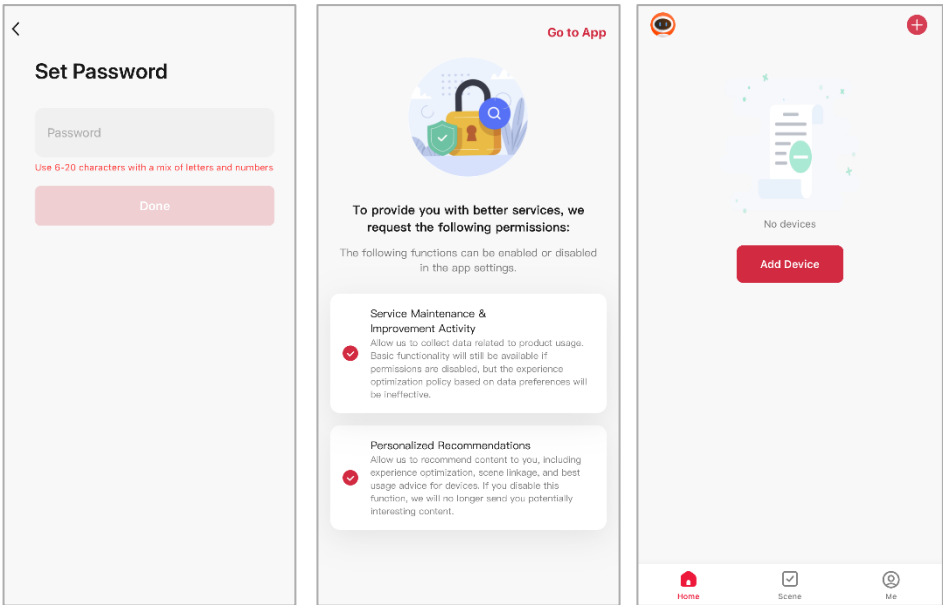 Set Password
Password
Use 6-20 characters with a mix of letters and numbers
Done
Go to App
To provide you with better services, we
request the following permissions:
The following functions can be enabled or disabled
in the app settings.
Service Maintenance &
Improvement Activity
Allow us to collect data related to product usage.
Basic functionality will still be available if
permissions are disabled, but the experience
optimization policy based on data preferences will
be ineffective.
Personalized Recommendations
Allow us to recommend content to you, including
experience optimization, scene linkage, and best
usage advice for devices. If you disable this
function, we will no longer send you potentially
interesting content.
No devices
Add Device
Home
Scene
Me